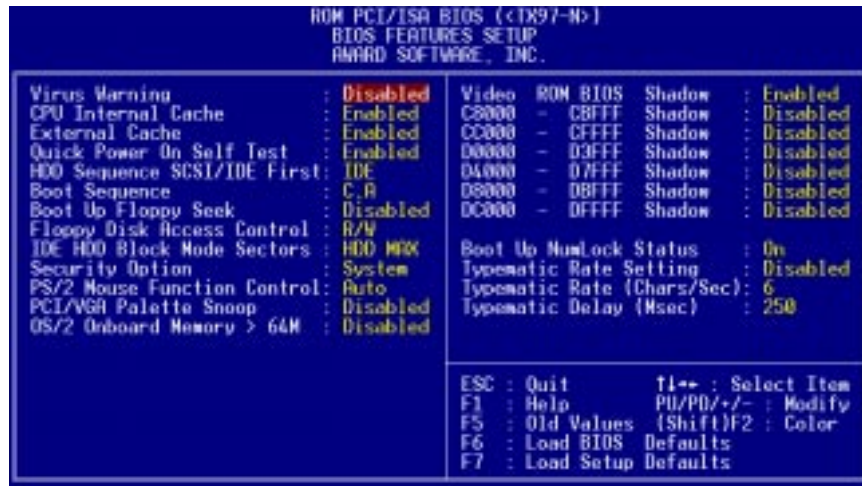 ROM PCI/ISA BIOS (<TX97-N>)
BIOS FEATURES SETUP
AWARD SOFTWARE, INC.
Virus Warning : Disabled
CPU Internal Cache : Enabled
External Cache : Enabled
Quick Power On Self Test : Enabled
HDD Sequence SCSI/IDE First: IDE
Boot Sequence : C,A
Boot Up Floppy Seek : Disabled
Floppy Disk Access Control : R/W
IDE HDD Block Mode Sectors : HDD MAX
Security Option : System
PS/2 Mouse Function Control: Auto
PCI/VGA Palette Snoop : Disabled
OS/2 Onboard Memory > 64M : Disabled
Video ROM BIOS Shadow : Enabled
C8000 - CBFFF Shadow : Disabled
CC000 - CFFFF Shadow : Disabled
D0000 - D3FFF Shadow : Disabled
D4000 - D7FFF Shadow : Disabled
D8000 - DBFFF Shadow : Disabled
DC000 - DFFFF Shadow : Disabled
Boot Up NumLock Status : On
Typematic Rate Setting : Disabled
Typematic Rate (Chars/Sec): 6
Typematic Delay (Msec) : 250
ESC : Quit ↑↓→← : Select Item
F1 : Help PU/PD/+/- : Modify
F5 : Old Values (Shift)F2 : Color
F6 : Load BIOS Defaults
F7 : Load Setup Defaults